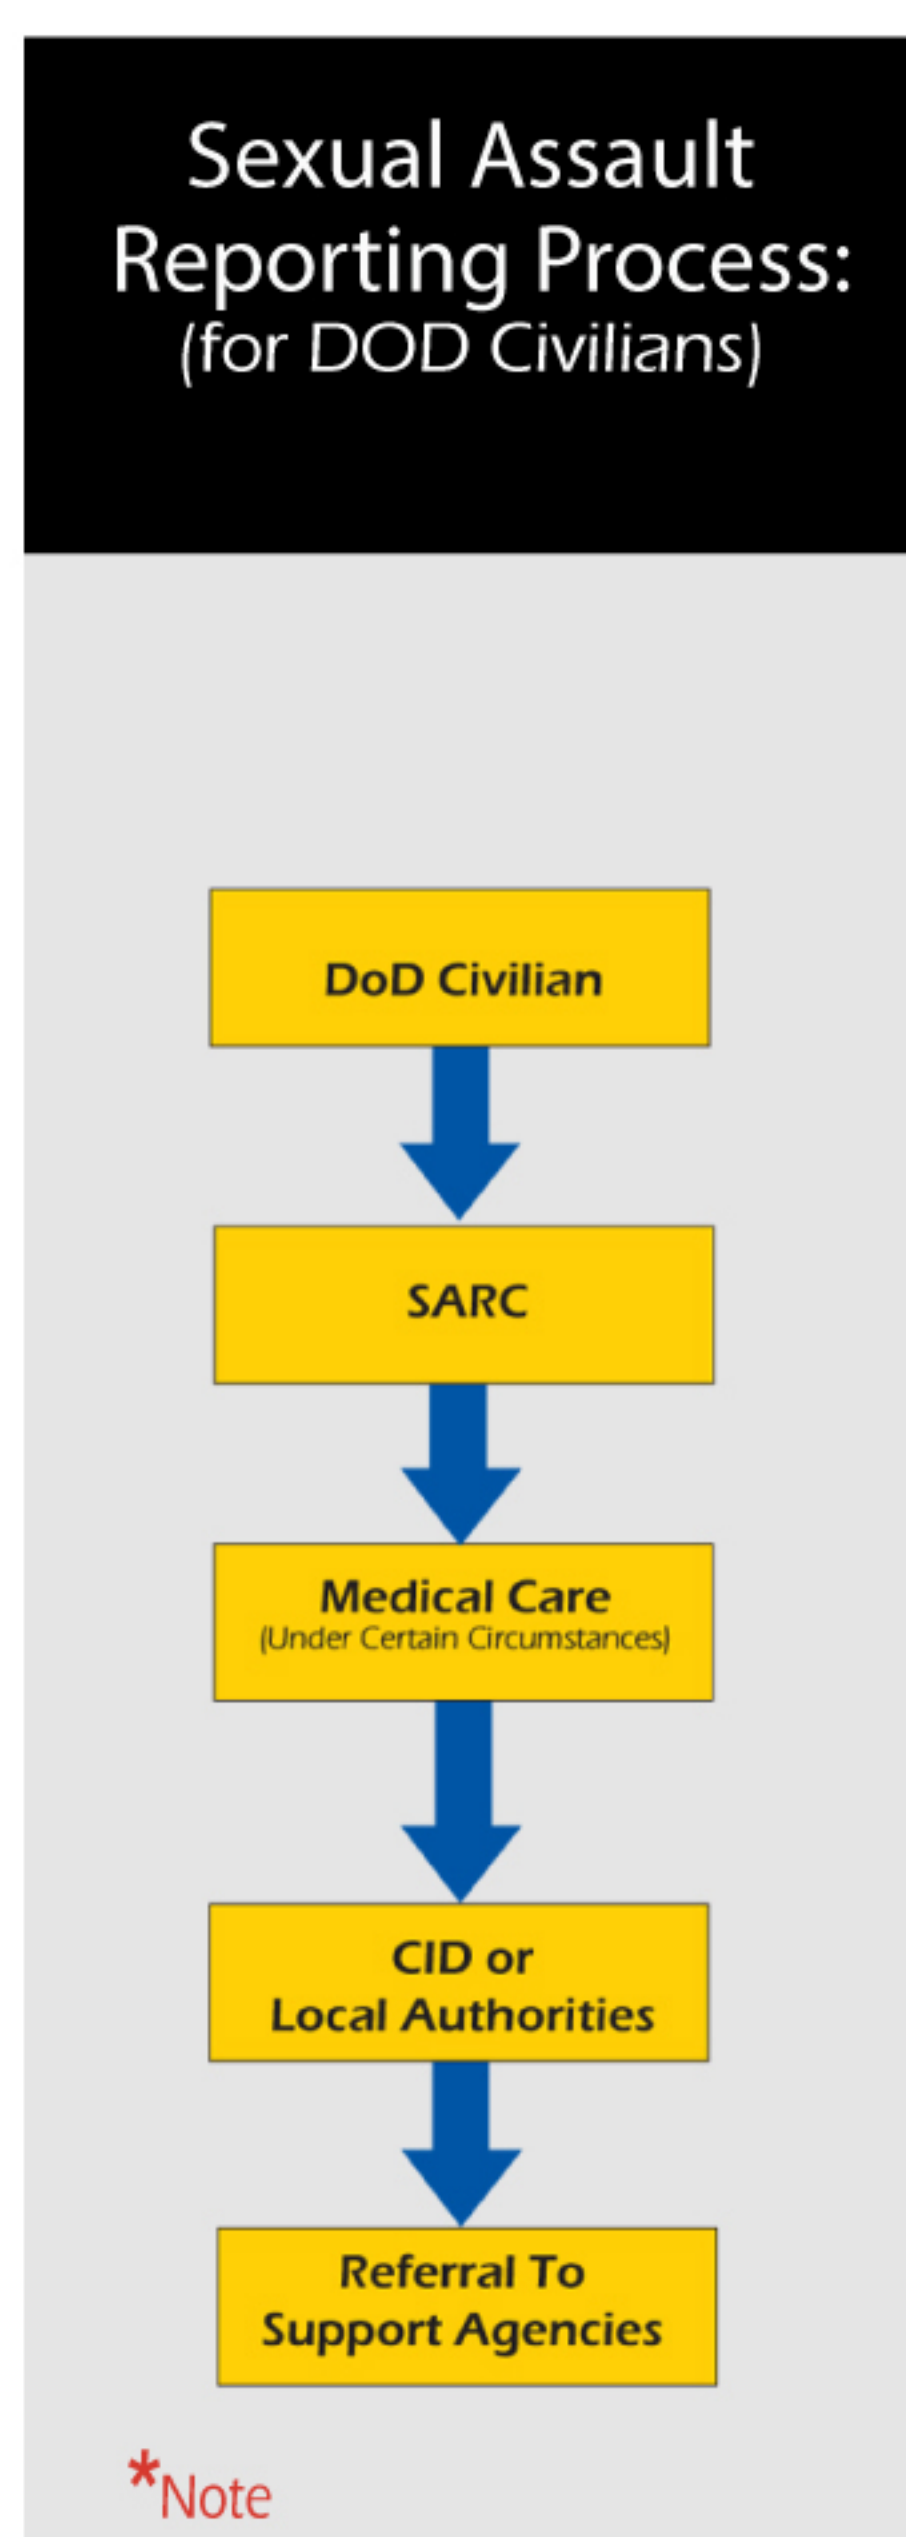 Sexual Assault
Reporting Process:
(for DOD Civilians)
DoD Civilian
SARC
Medical Care
(Under Certain Circumstances)
CID or
Local Authorities
Referral To
Support Agencies
*Note